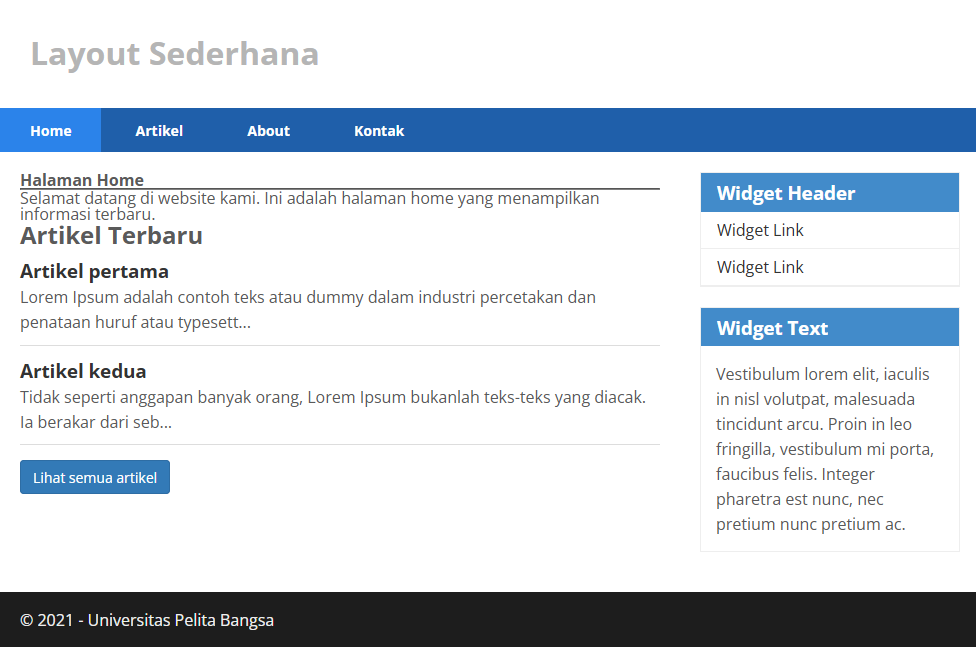 Layout Sederhana
Home Artikel About Kontak
Halaman Home
Selamat datang di website kami. Ini adalah halaman home yang menampilkan
informasi terbaru.
Artikel Terbaru
Artikel pertama
Lorem Ipsum adalah contoh teks atau dummy dalam industri percetakan dan
penataan huruf atau typesett...
Artikel kedua
Tidak seperti anggapan banyak orang, Lorem Ipsum bukanlah teks-teks yang diacak.
Ia berakar dari seb...
Lihat semua artikel
Widget Header
Widget Link
Widget Link
Widget Text
Vestibulum lorem elit, iaculis
in nisl volutpat, malesuada
tincidunt arcu. Proin in leo
fringilla, vestibulum mi porta,
faucibus felis. Integer
pharetra est nunc, nec
pretium nunc pretium ac.
© 2021 - Universitas Pelita Bangsa